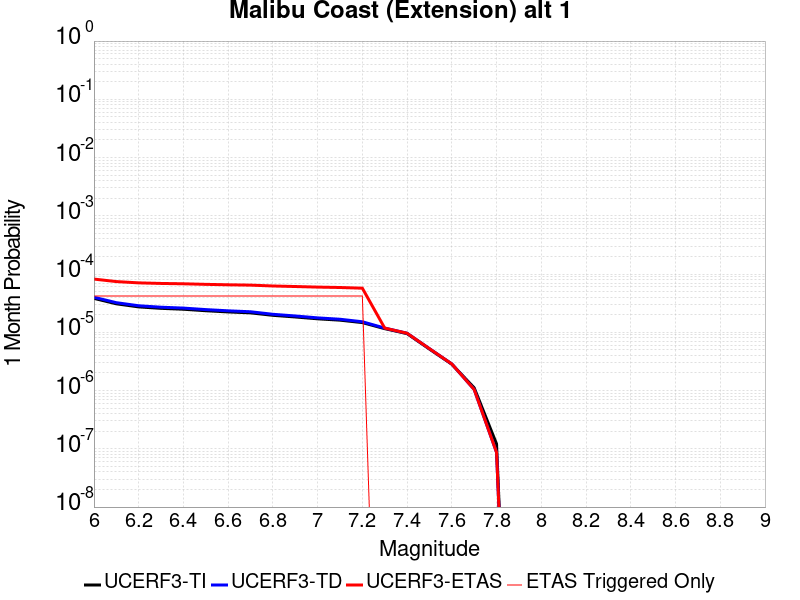 Malibu Coast (Extension) alt 1
10^0
10^-1
10^-2
10^-3
10^-4
10^-5
10^-6
10^-7
10^-8
1 Month Probability
6 6.2 6.4 6.6 6.8 7 7.2 7.4 7.6 7.8 8 8.2 8.4 8.6 8.8 9
Magnitude
UCERF3-TI UCERF3-TD UCERF3-ETAS ETAS Triggered Only